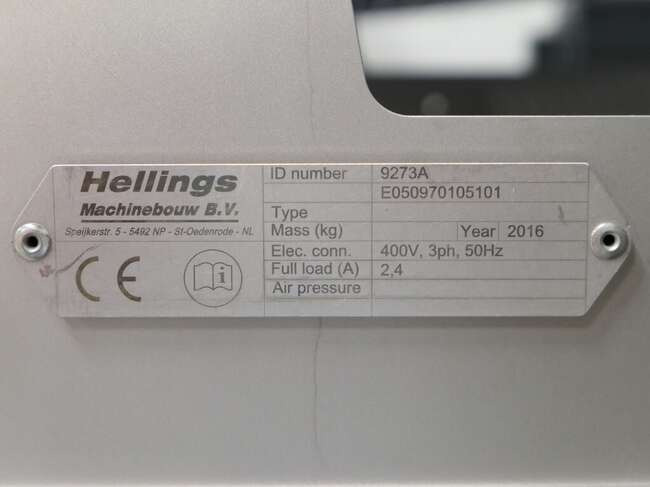 Hellings
Machinebouw B.V.
Speijkerstr. 5 - 5492 NP - St-Oedenrode - NL
CE
i
ID number 9273A
E050970105101
Type
Mass (kg) Year 2016
Elec. conn. 400V, 3ph, 50Hz
Full load (A) 2,4
Air pressure